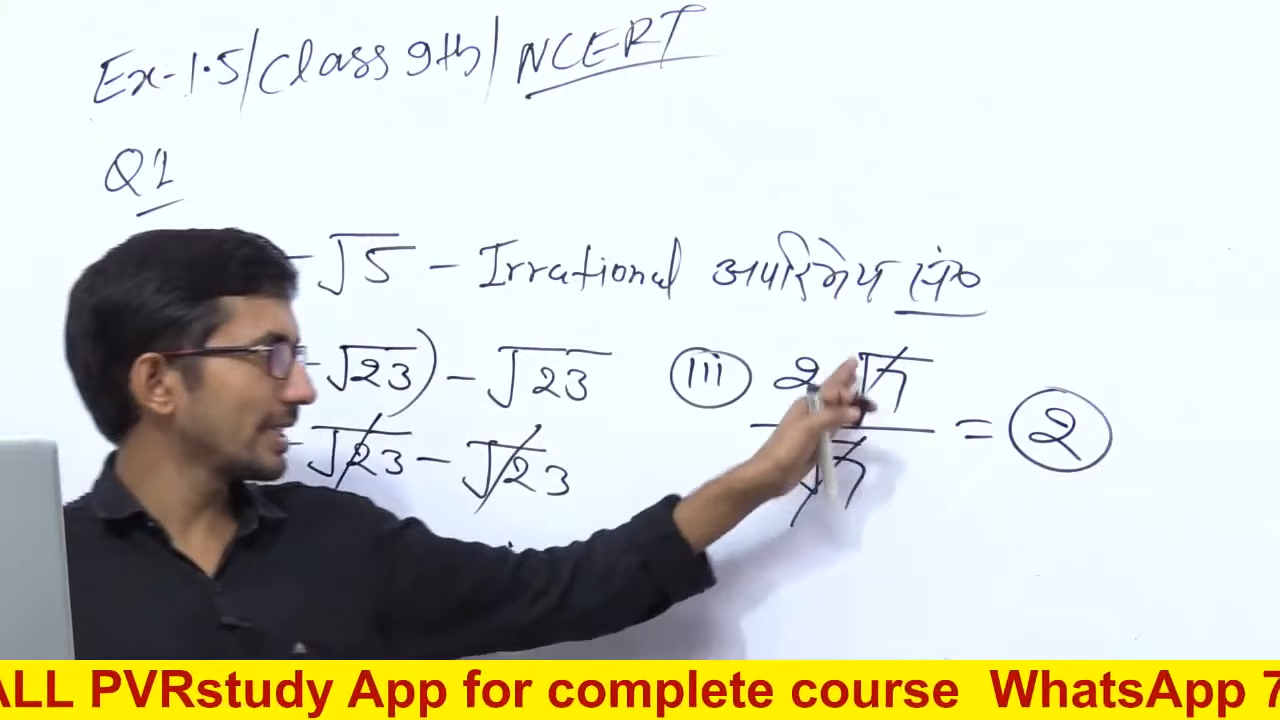 Ex-1.5/Class 9th/NCERT
Q1
- √5 - Irrational अपरिमेय सं०
- √23) - √23
(iii) 2√7 / √7 = 2
- √23 - √23
ALL PVRstudy App for complete course WhatsApp 7